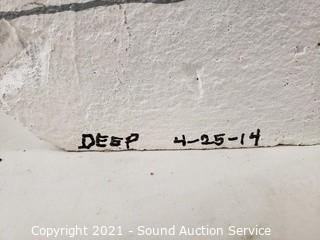 DEEP 4-25-14
Copyright 2021 - Sound Auction Service